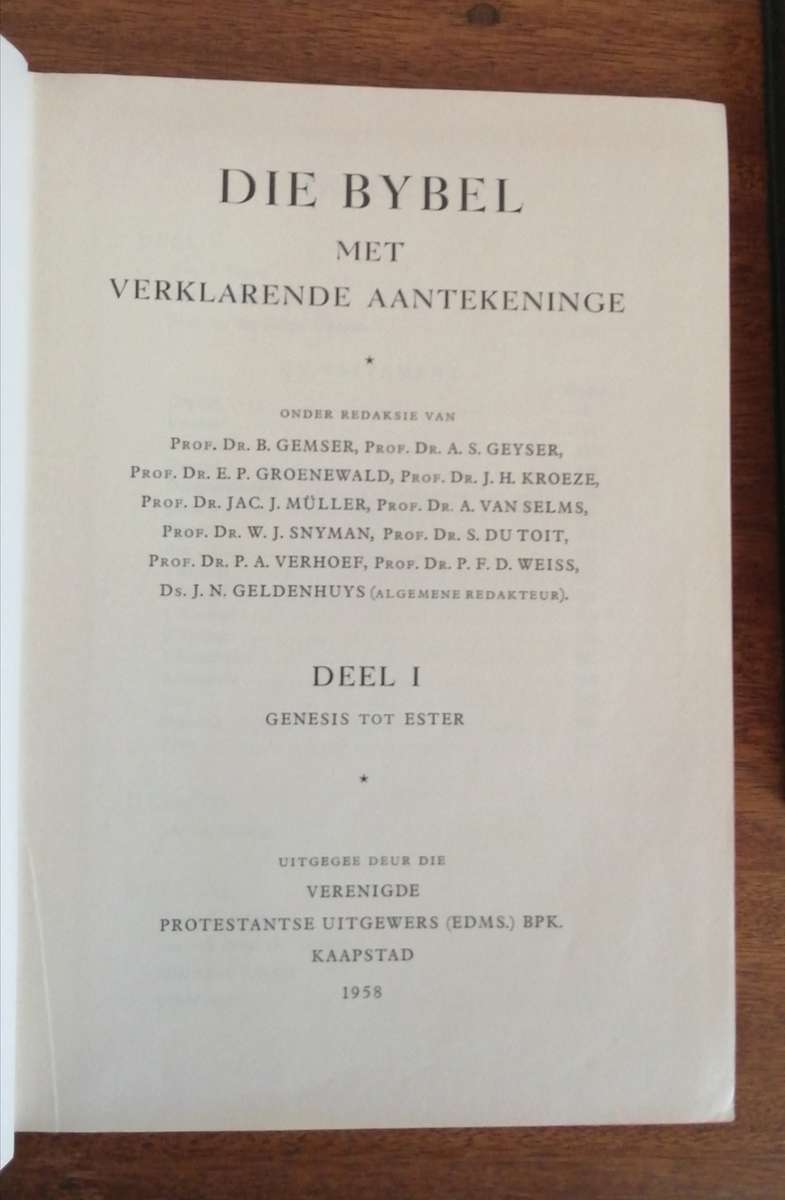 DIE BYBEL
MET
VERKLARENDE AANTEKENINGE
*
ONDER REDAKSIE VAN
PROF. DR. B. GEMSER, PROF. DR. A. S. GEYSER,
PROF. DR. E. P. GROENEWALD, PROF. DR. J. H. KROEZE,
PROF. DR. JAC. J. MÜLLER, PROF. DR. A. VAN SELMS,
PROF. DR. W. J. SNYMAN, PROF. DR. S. DU TOIT,
PROF. DR. P. A. VERHOEF, PROF. DR. P. F. D. WEISS,
DS. J. N. GELDENHUYS (ALGEMENE REDAKTEUR).
DEEL I
GENESIS TOT ESTER
*
UITGEGEE DEUR DIE
VERENIGDE
PROTESTANTSE UITGEWERS (EDMS.) BPK.
KAAPSTAD
1958